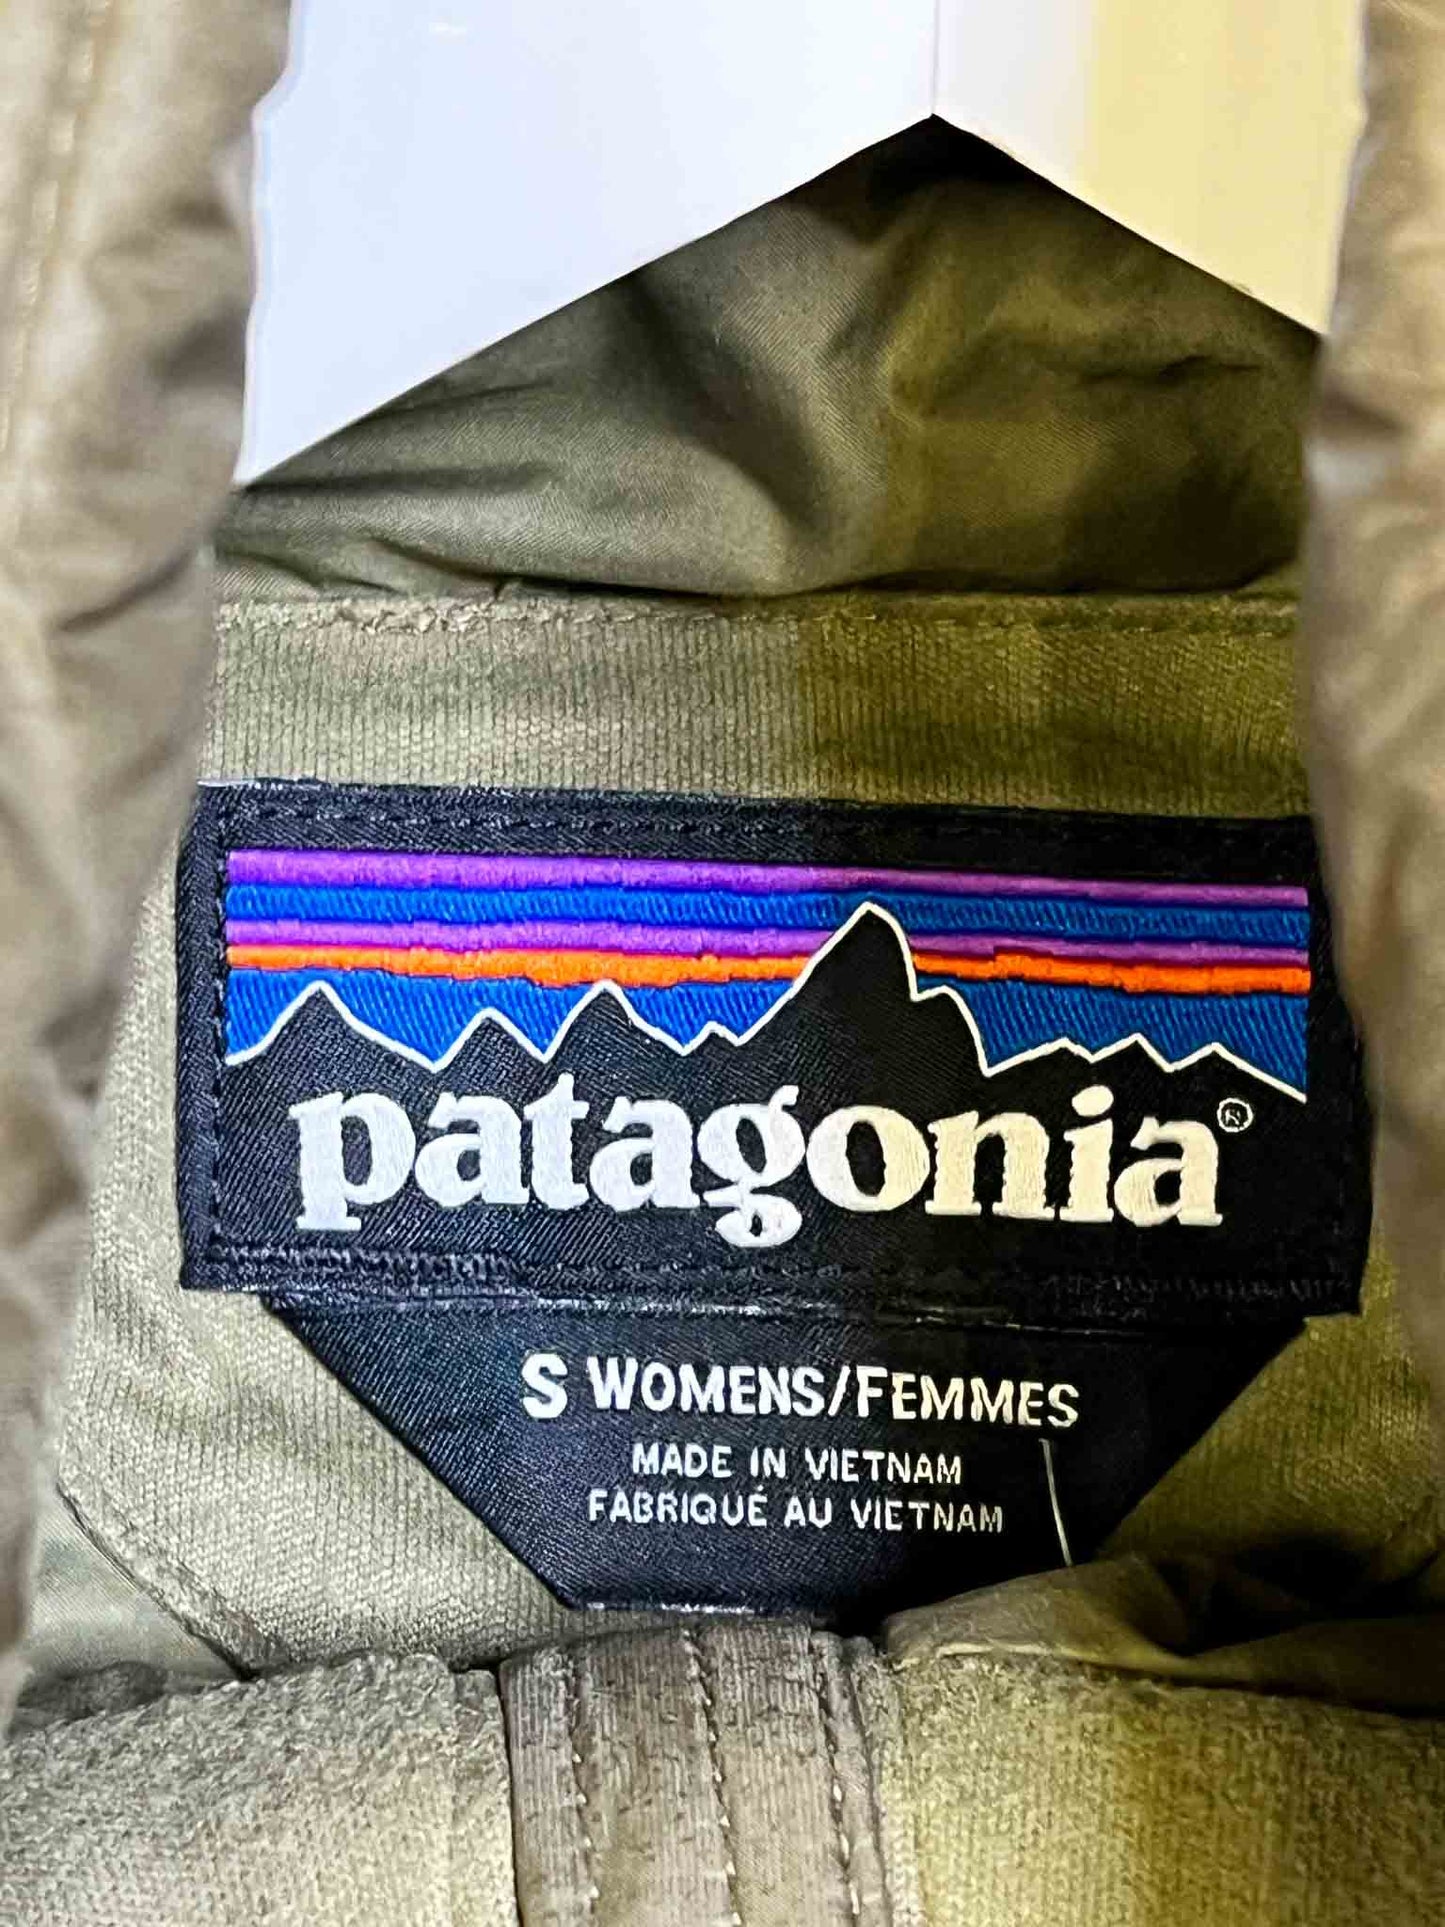 patagonia®
S WOMENS/FEMMES
MADE IN VIETNAM
FABRIQUÉ AU VIETNAM